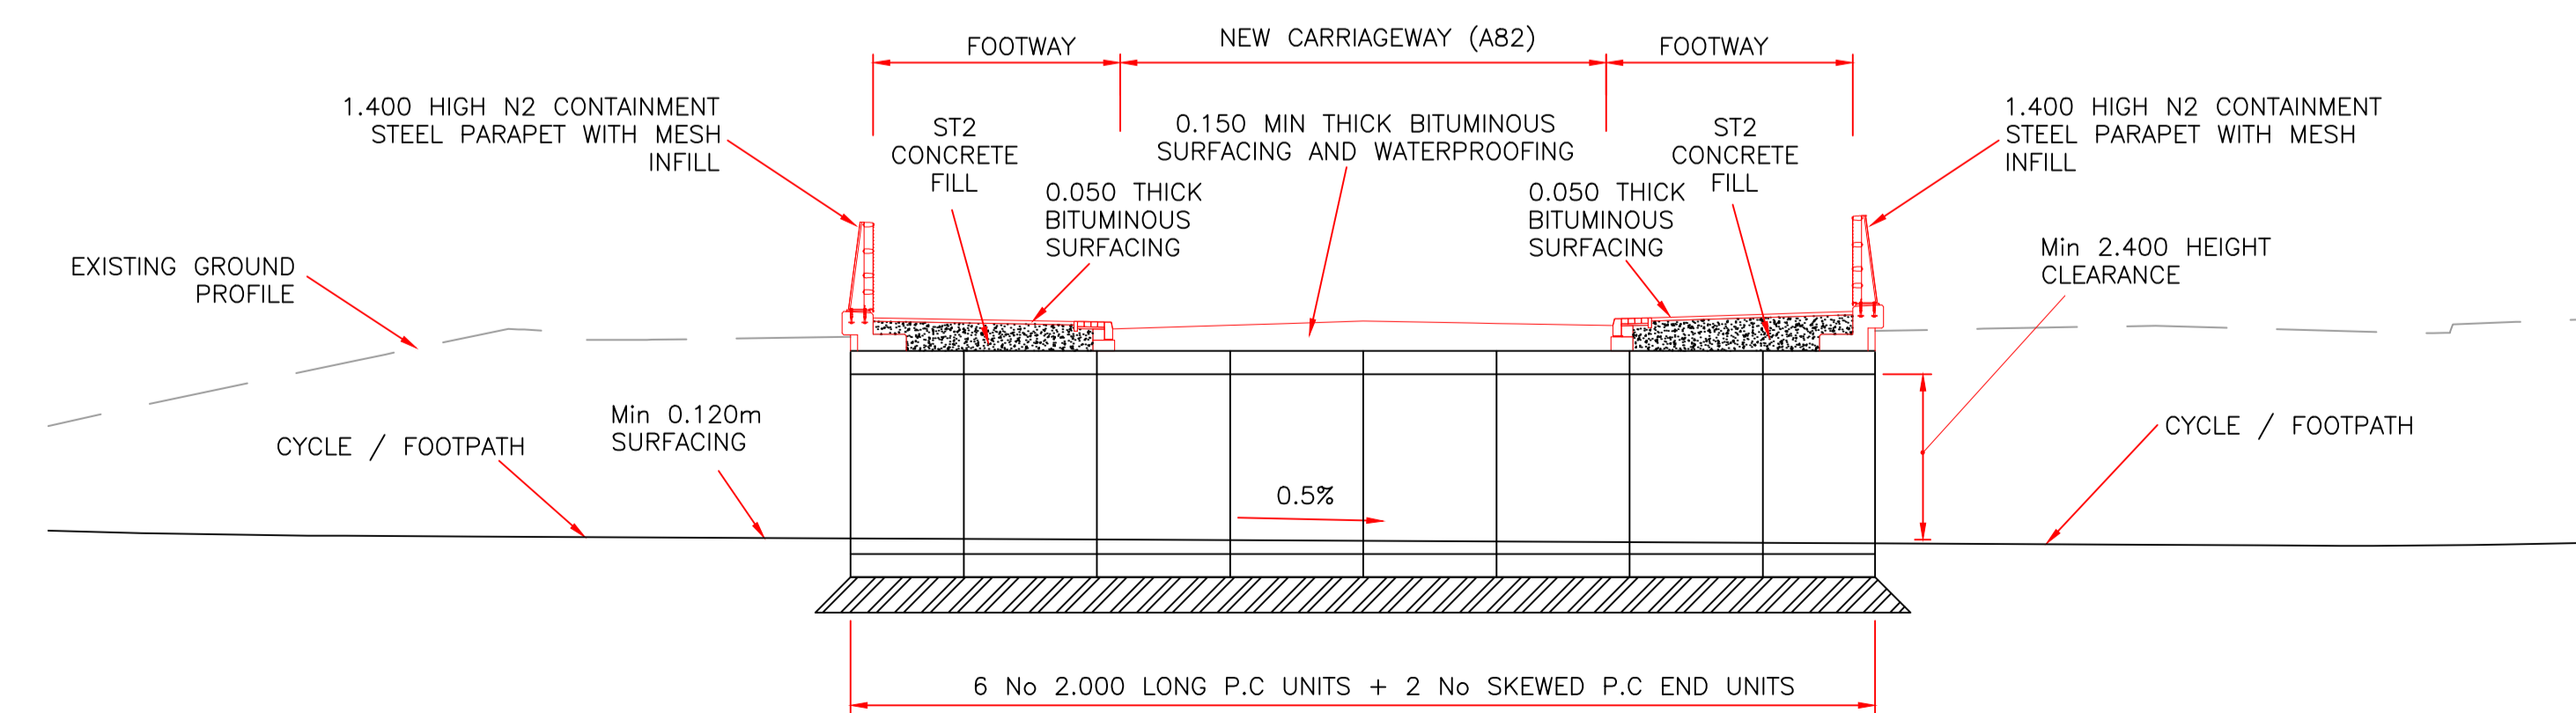 FOOTWAY
NEW CARRIAGEWAY (A82)
FOOTWAY
1.400 HIGH N2 CONTAINMENT
STEEL PARAPET WITH MESH
INFILL
ST2
CONCRETE
FILL
0.150 MIN THICK BITUMINOUS
SURFACING AND WATERPROOFING
ST2
CONCRETE
FILL
1.400 HIGH N2 CONTAINMENT
STEEL PARAPET WITH MESH
INFILL
0.050 THICK
BITUMINOUS
SURFACING
0.050 THICK
BITUMINOUS
SURFACING
EXISTING GROUND
PROFILE
Min 2.400 HEIGHT
CLEARANCE
CYCLE / FOOTPATH
Min 0.120m
SURFACING
CYCLE / FOOTPATH
0.5%
6 No 2.000 LONG P.C UNITS + 2 No SKEWED P.C END UNITS